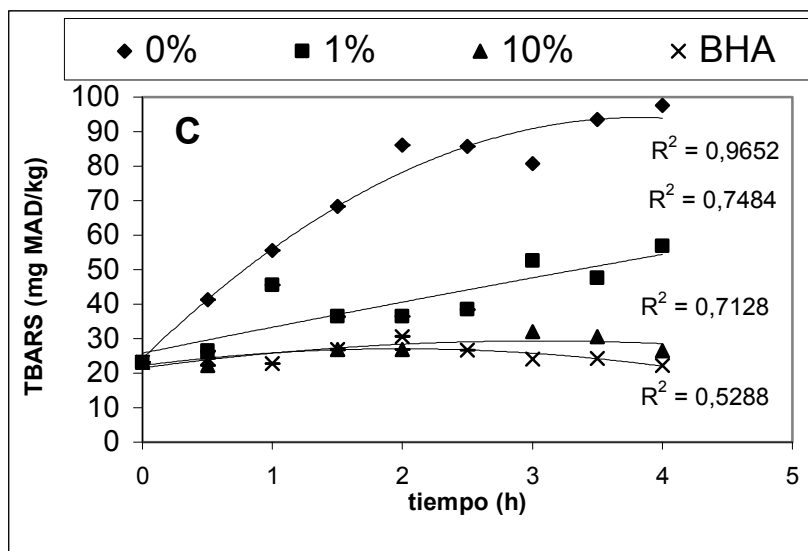 0% 1% 10% BHA
C
TBARS (mg MAD/kg)
100
90
80
70
60
50
40
30
20
10
0
R² = 0,9652
R² = 0,7484
R² = 0,7128
R² = 0,5288
0 1 2 3 4 5
tiempo (h)